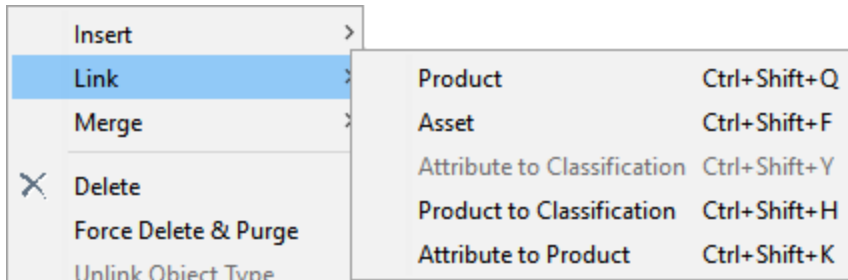 Insert
Link
Merge
Delete
Force Delete & Purge
Unlink Object Type
Product Ctrl+Shift+Q
Asset Ctrl+Shift+F
Attribute to Classification Ctrl+Shift+Y
Product to Classification Ctrl+Shift+H
Attribute to Product Ctrl+Shift+K